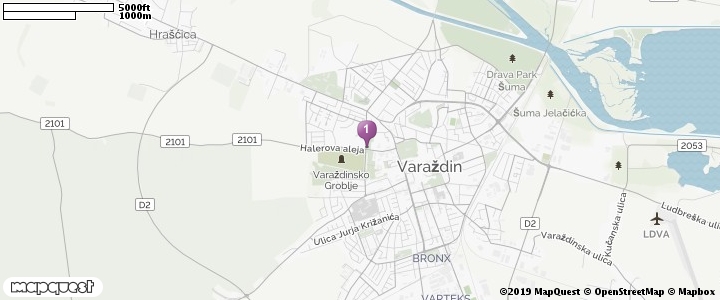 5000ft
1000m
Hrašćica
Drava Park
Šuma
Šuma Jelačićka
2101
2101
2101
1
Halerova aleja
2053
Varaždinsko
Groblje
Varaždin
D2
Ludbreška ulica
Kučanska ulica
LDVA
D2
Varaždinska ulica
Ulica Jurja Križanića
BRONX
VARTEKS
mapquest
©2019 MapQuest © OpenStreetMap © Mapbox